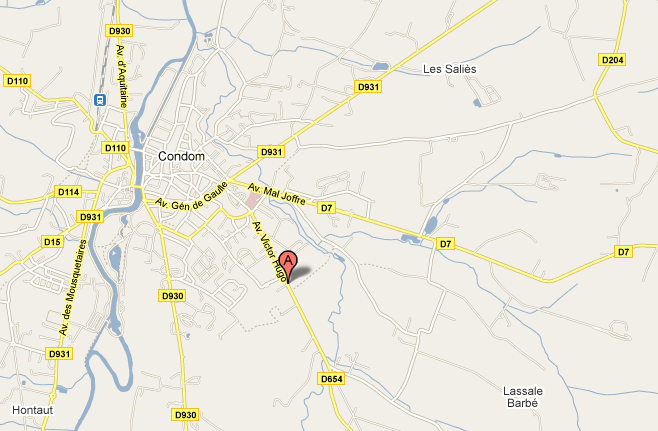 D930
Av. d'Aquitaine
D204
Les Saliès
D110
D931
D110
D931
Condom
D114
Av. Mal Joffre
Av. Gén de Gaulle
D7
D931
D15
Av. Victor Hugo
D7
D7
A
Av. des Mousquetaires
D930
D931
D654
Lassale
Barbé
Hontaut
D930